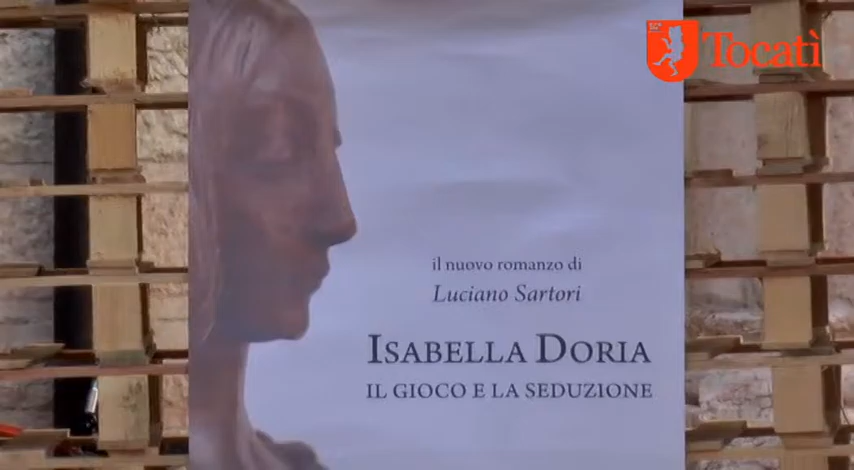 Tocatì
il nuovo romanzo di
Luciano Sartori
ISABELLA DORIA
IL GIOCO E LA SEDUZIONE